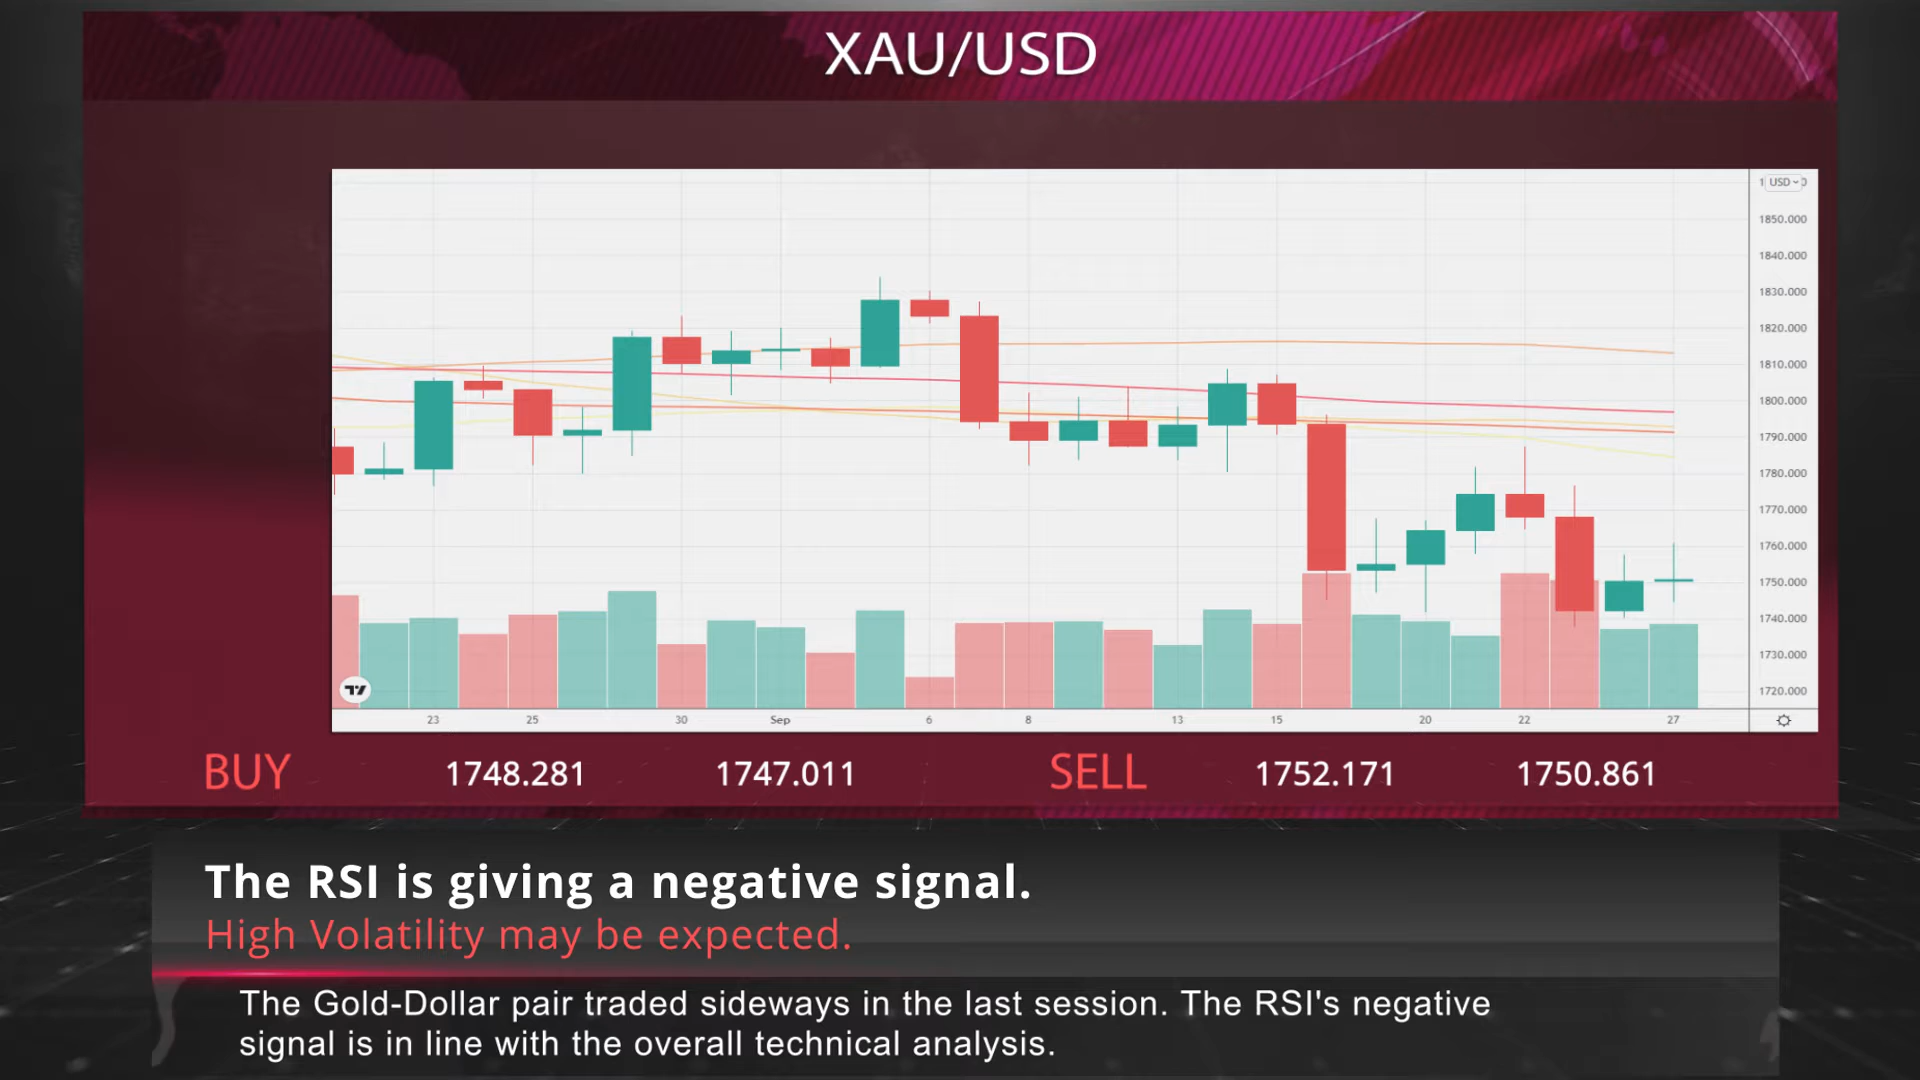 XAU/USD
USD
1850.000
1840.000
1830.000
1820.000
1810.000
1800.000
1790.000
1780.000
1770.000
1760.000
1750.000
1740.000
1730.000
1720.000
23 25 30 Sep 6 8 13 15 20 22 27
BUY 1748.281 1747.011 SELL 1752.171 1750.861
The RSI is giving a negative signal.
High Volatility may be expected.
The Gold-Dollar pair traded sideways in the last session. The RSI's negative
signal is in line with the overall technical analysis.